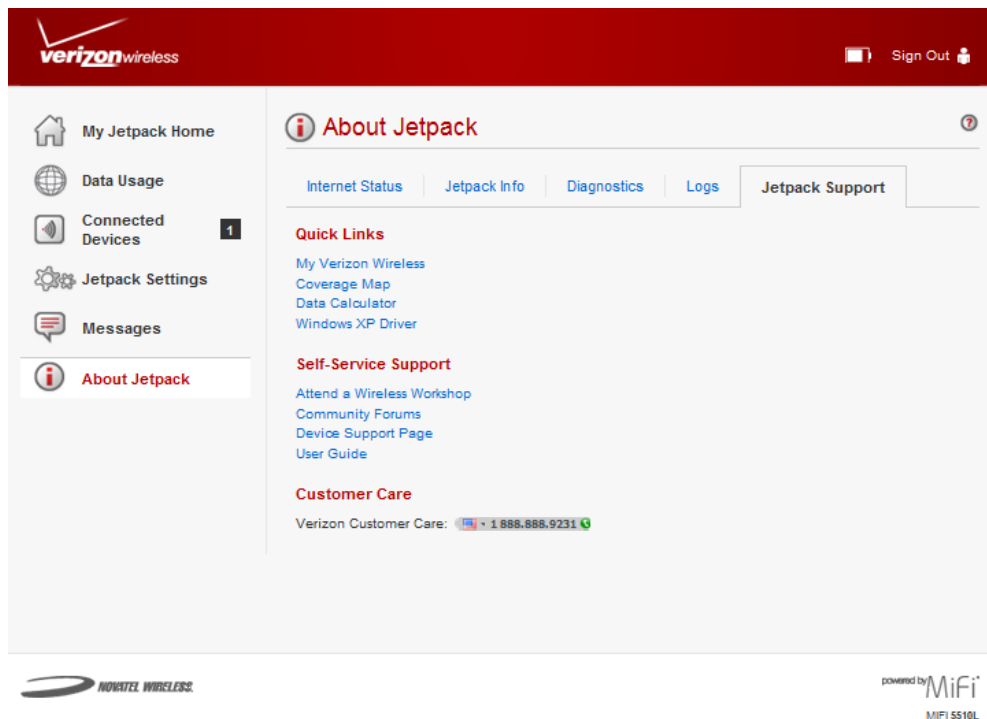 verizonwireless
Sign Out
My Jetpack Home
Data Usage
Connected
Devices
1
Jetpack Settings
Messages
About Jetpack
About Jetpack
?
Internet Status
Jetpack Info
Diagnostics
Logs
Jetpack Support
Quick Links
My Verizon Wireless
Coverage Map
Data Calculator
Windows XP Driver
Self-Service Support
Attend a Wireless Workshop
Community Forums
Device Support Page
User Guide
Customer Care
Verizon Customer Care: 1 888.888.9231
NOVATEL WIRELESS.
powered by MiFi
MIFI 5510L